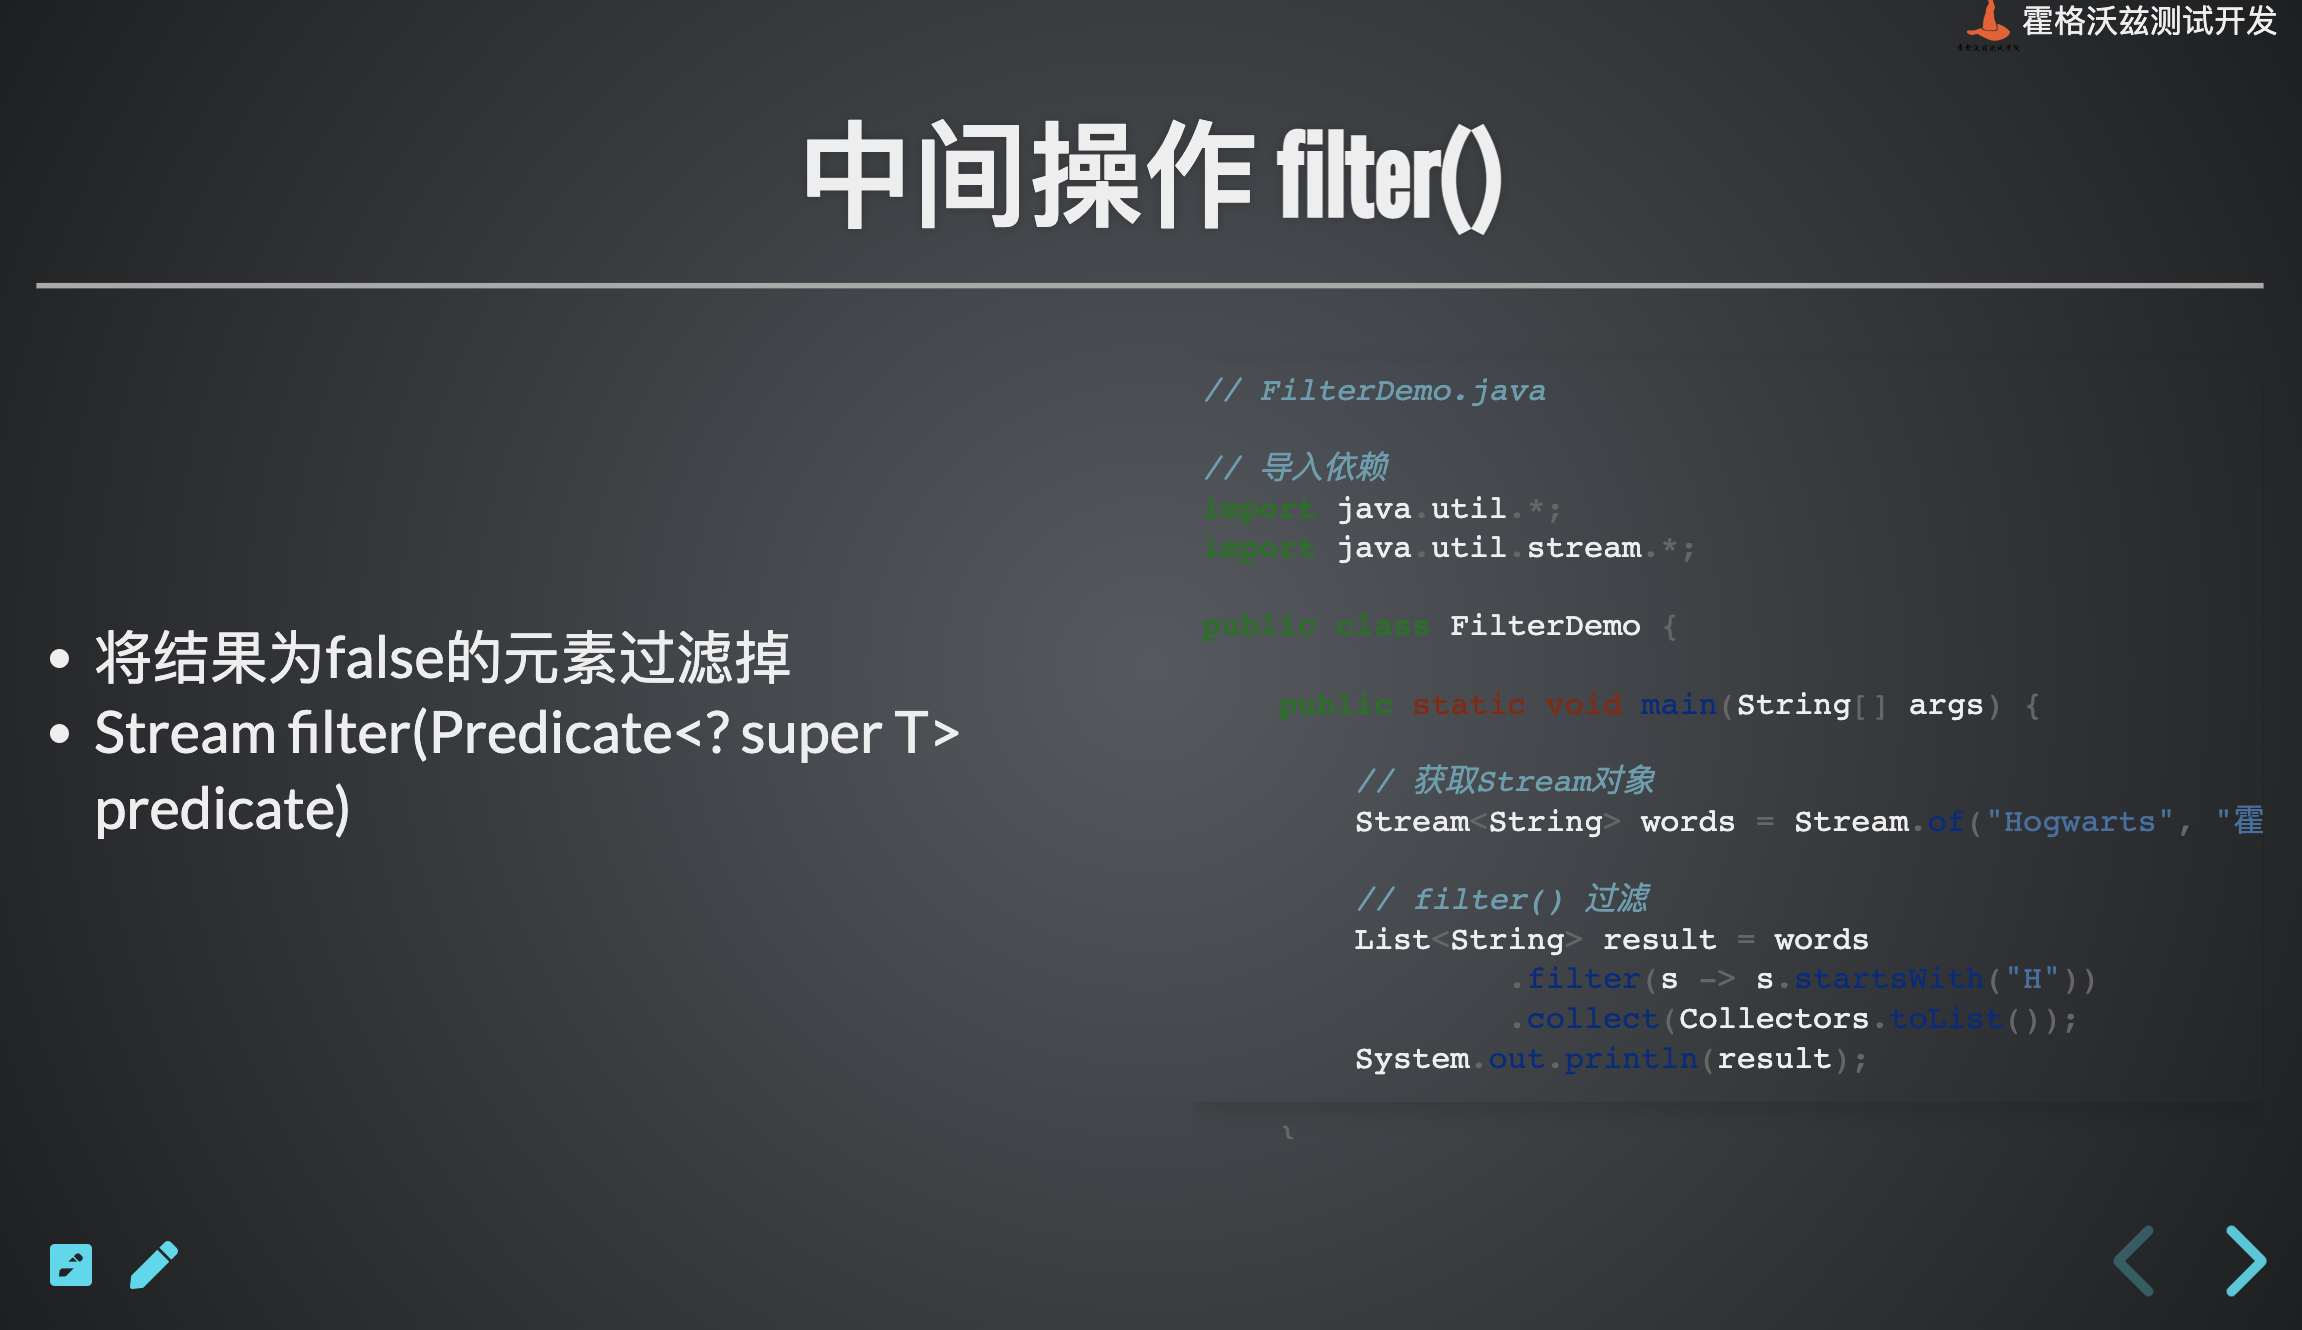 霍格沃兹测试开发
中间操作 filter()
• 将结果为false的元素过滤掉
• Stream filter(Predicate<? super T>
predicate)
// FilterDemo.java
// 导入依赖
import java.util.*;
import java.util.stream.*;
public class FilterDemo {
public static void main(String[] args) {
// 获取Stream对象
Stream<String> words = Stream.of("Hogwarts", "霍
// filter() 过滤
List<String> result = words
.filter(s -> s.startsWith("H"))
.collect(Collectors.toList());
System.out.println(result);
}